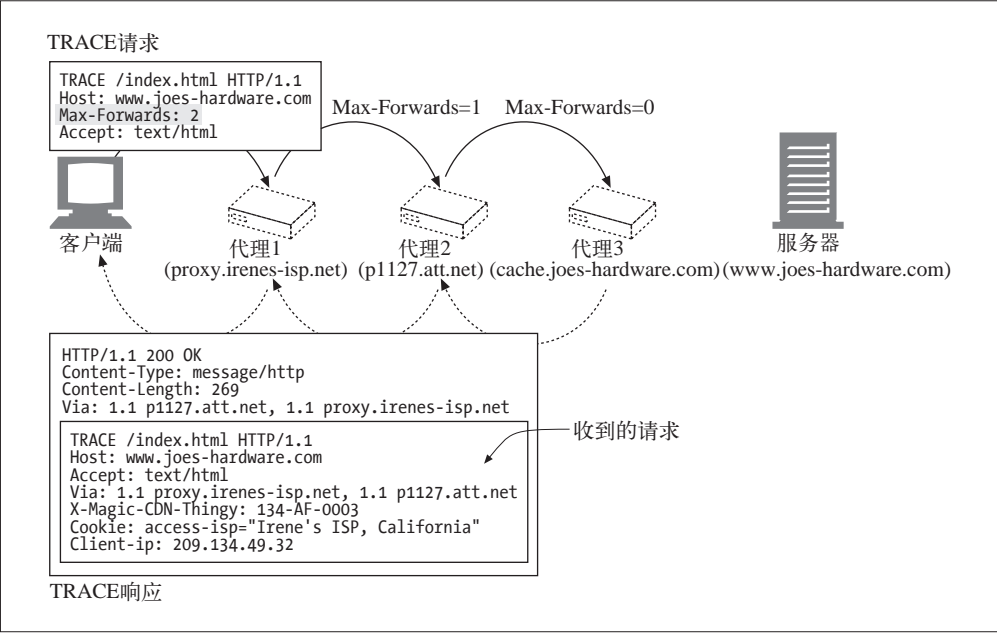 TRACE请求
TRACE /index.html HTTP/1.1
Host: www.joes-hardware.com
Max-Forwards: 2
Accept: text/html
Max-Forwards=1
Max-Forwards=0
客户端
代理1
(proxy.irenes-isp.net)
代理2
(p1127.att.net)
代理3
(cache.joes-hardware.com)
服务器
(www.joes-hardware.com)
HTTP/1.1 200 OK
Content-Type: message/http
Content-Length: 269
Via: 1.1 p1127.att.net, 1.1 proxy.irenes-isp.net
TRACE /index.html HTTP/1.1
Host: www.joes-hardware.com
Accept: text/html
Via: 1.1 proxy.irenes-isp.net, 1.1 p1127.att.net
X-Magic-CDN-Thingy: 134-AF-0003
Cookie: access-isp="Irene's ISP, California"
Client-ip: 209.134.49.32
收到的请求
TRACE响应